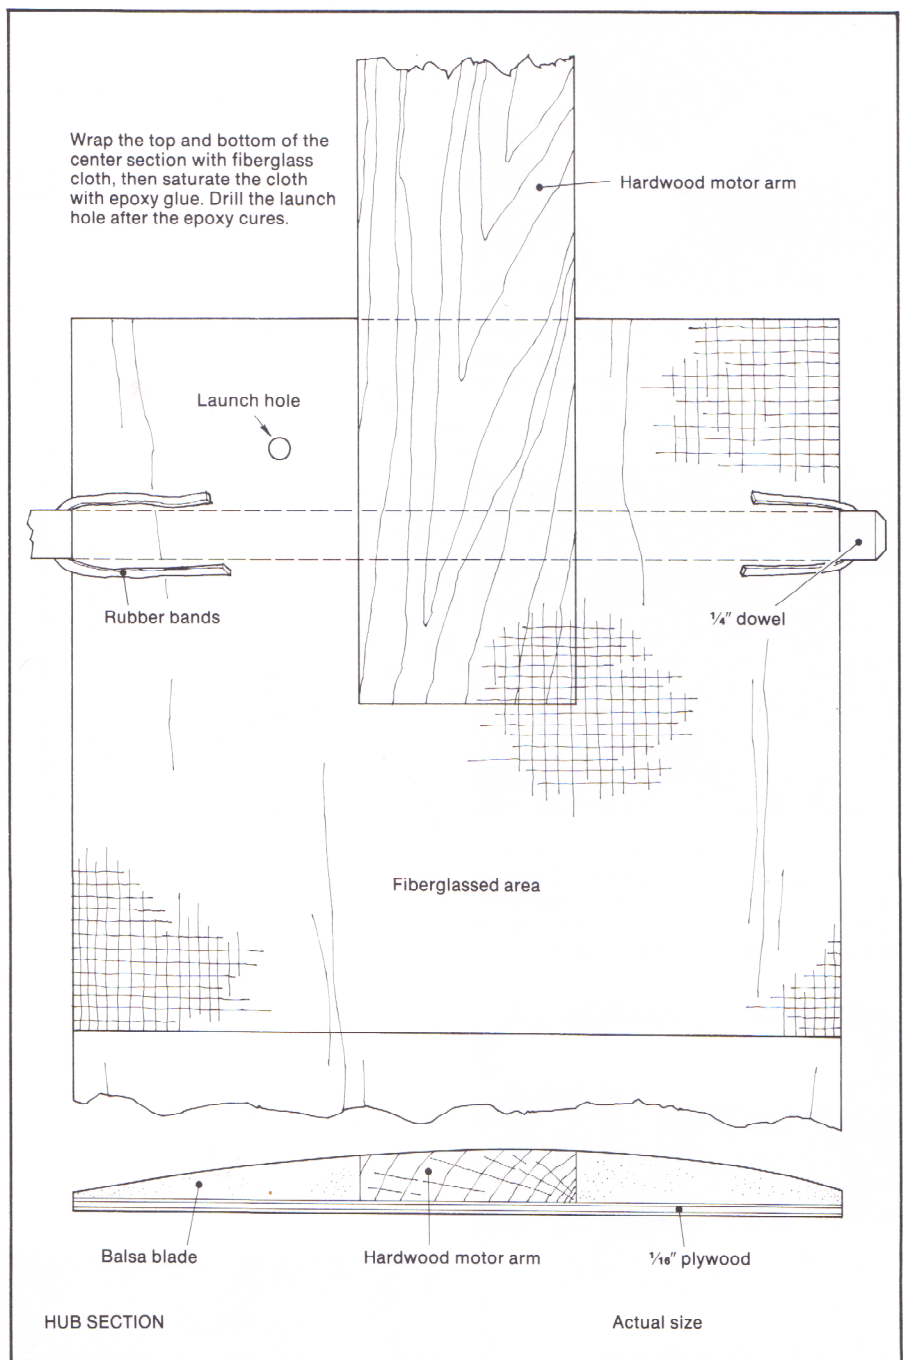 Wrap the top and bottom of the
center section with fiberglass
cloth, then saturate the cloth
with epoxy glue. Drill the launch
hole after the epoxy cures.
Hardwood motor arm
Launch hole
Rubber bands
¼" dowel
Fiberglassed area
Balsa blade
Hardwood motor arm
1/16" plywood
HUB SECTION
Actual size